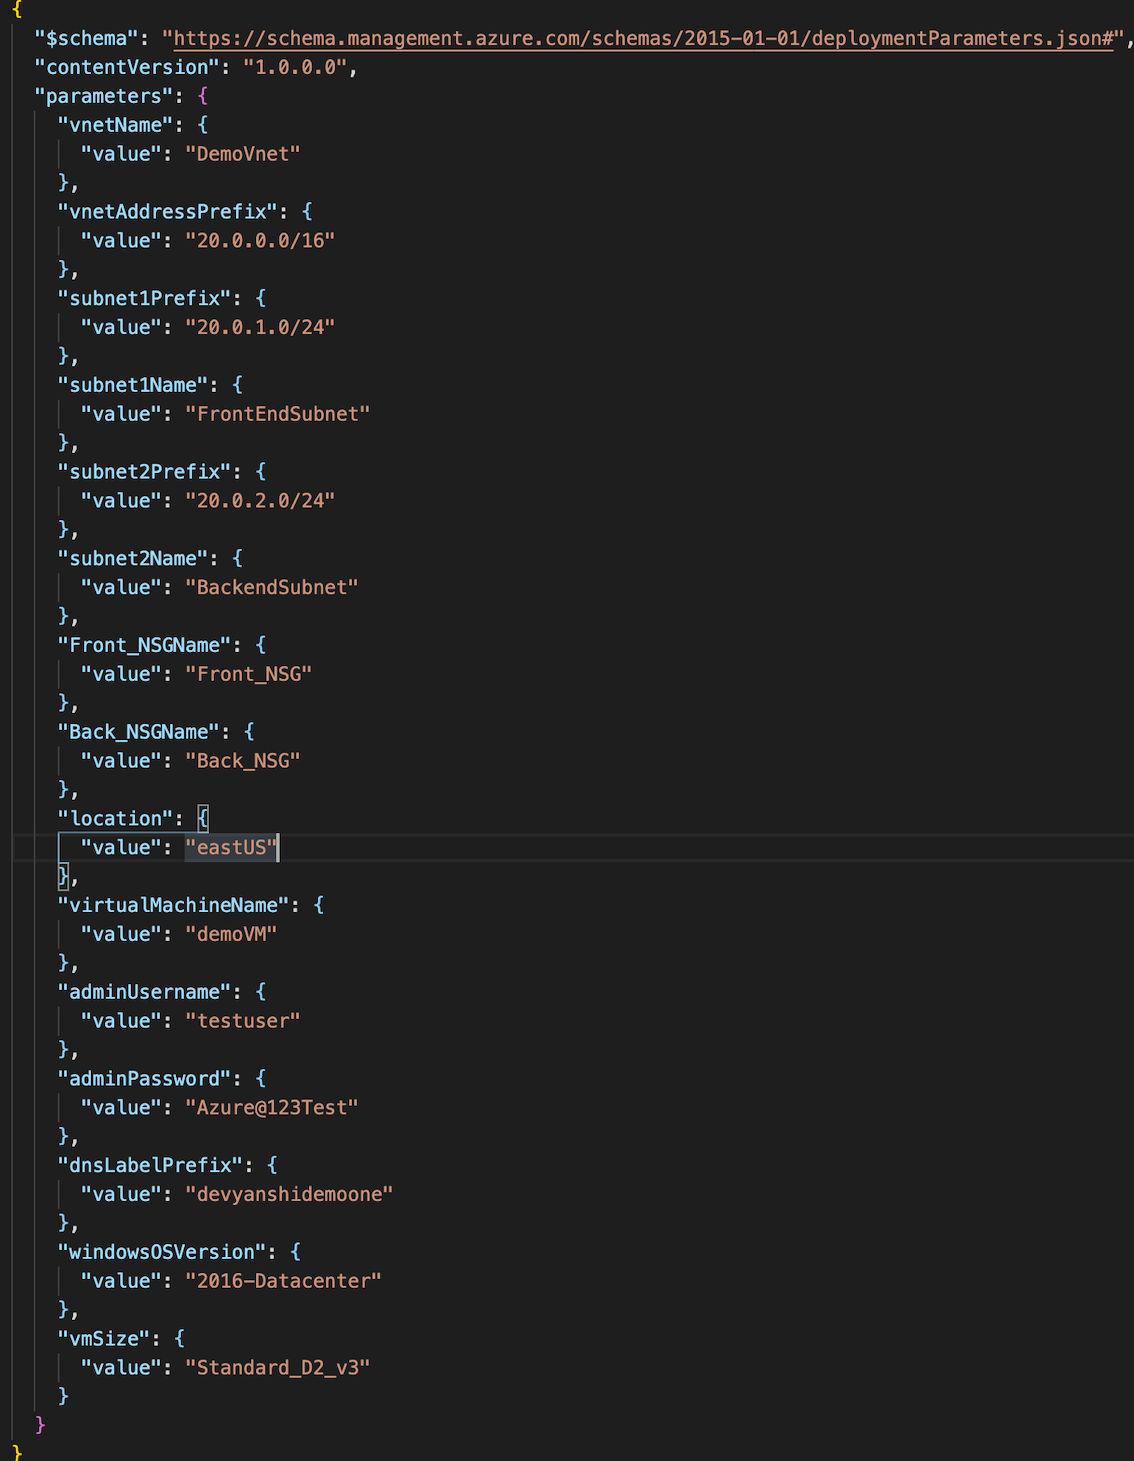 {
"$schema": "https://schema.management.azure.com/schemas/2015-01-01/deploymentParameters.json#",
"contentVersion": "1.0.0.0",
"parameters": {
"vnetName": {
"value": "DemoVnet"
},
"vnetAddressPrefix": {
"value": "20.0.0.0/16"
},
"subnet1Prefix": {
"value": "20.0.1.0/24"
},
"subnet1Name": {
"value": "FrontEndSubnet"
},
"subnet2Prefix": {
"value": "20.0.2.0/24"
},
"subnet2Name": {
"value": "BackendSubnet"
},
"Front_NSGName": {
"value": "Front_NSG"
},
"Back_NSGName": {
"value": "Back_NSG"
},
"location": {
"value": "eastUS"
},
"virtualMachineName": {
"value": "demoVM"
},
"adminUsername": {
"value": "testuser"
},
"adminPassword": {
"value": "Azure@123Test"
},
"dnsLabelPrefix": {
"value": "devyanshidemoone"
},
"windowsOSVersion": {
"value": "2016-Datacenter"
},
"vmSize": {
"value": "Standard_D2_v3"
}
}
}